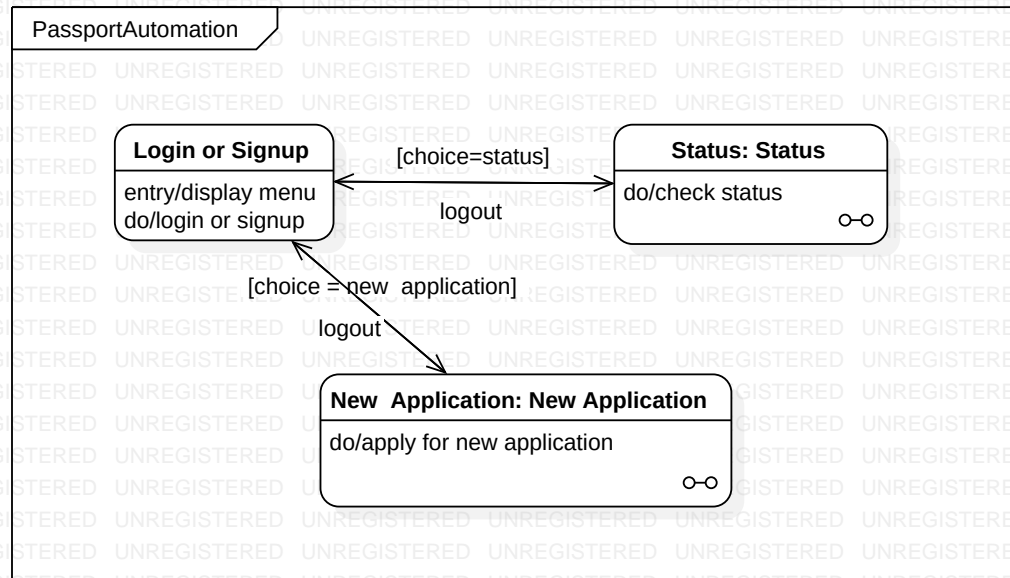 PassportAutomation
Login or Signup
entry/display menu
do/login or signup
[choice=status]
logout
Status: Status
do/check status
[choice = new  application]
logout
New  Application: New Application
do/apply for new application
UNREGISTERED